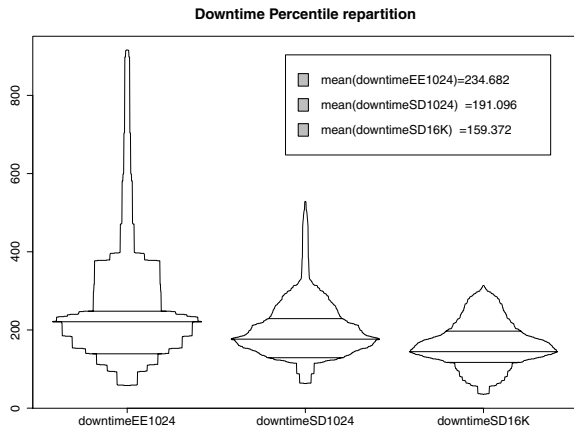 Downtime Percentile repartition
mean(downtimeEE1024)=234.682
mean(downtimeSD1024) =191.096
mean(downtimeSD16K) =159.372
800
600
400
200
0
downtimeEE1024 downtimeSD1024 downtimeSD16K